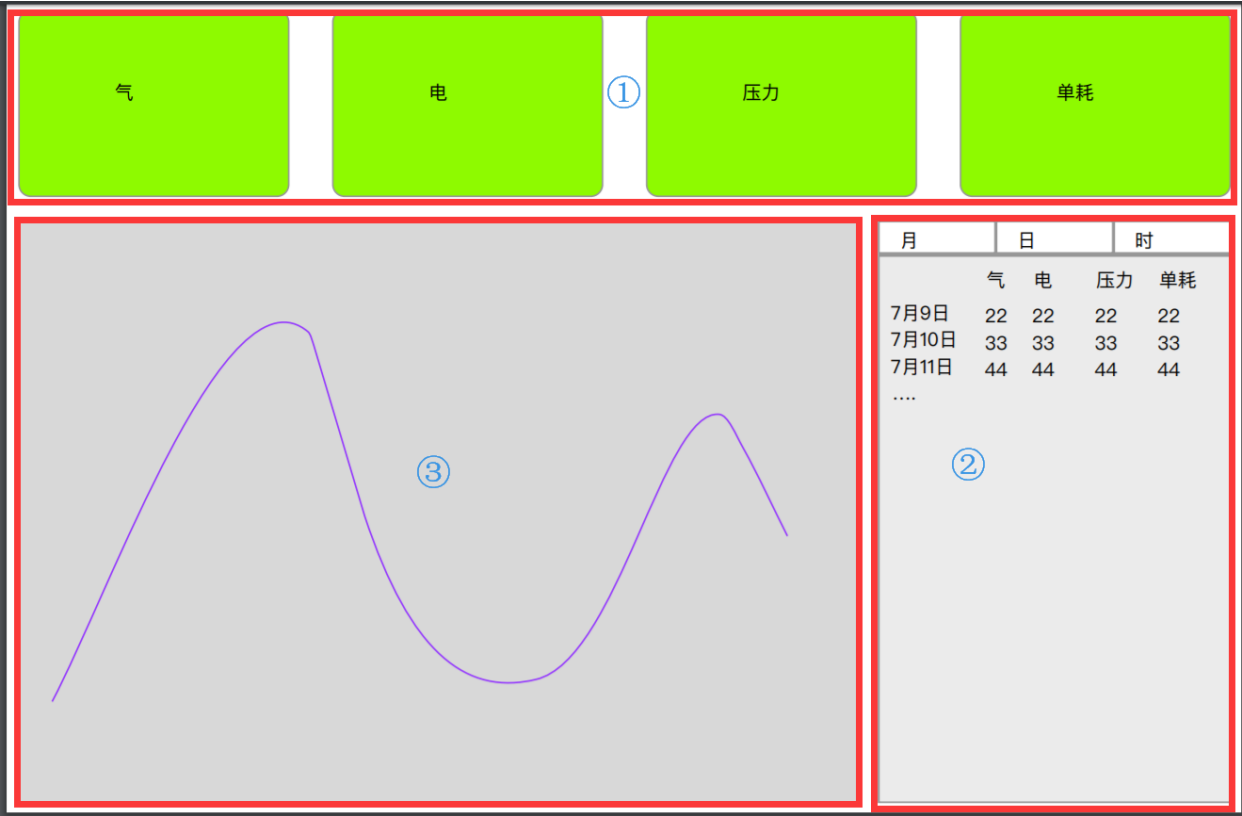 气 电 ① 压力 单耗
月 日 时
气 电 压力 单耗
7月9日 22 22 22 22
7月10日 33 33 33 33
7月11日 44 44 44 44
....
②
③